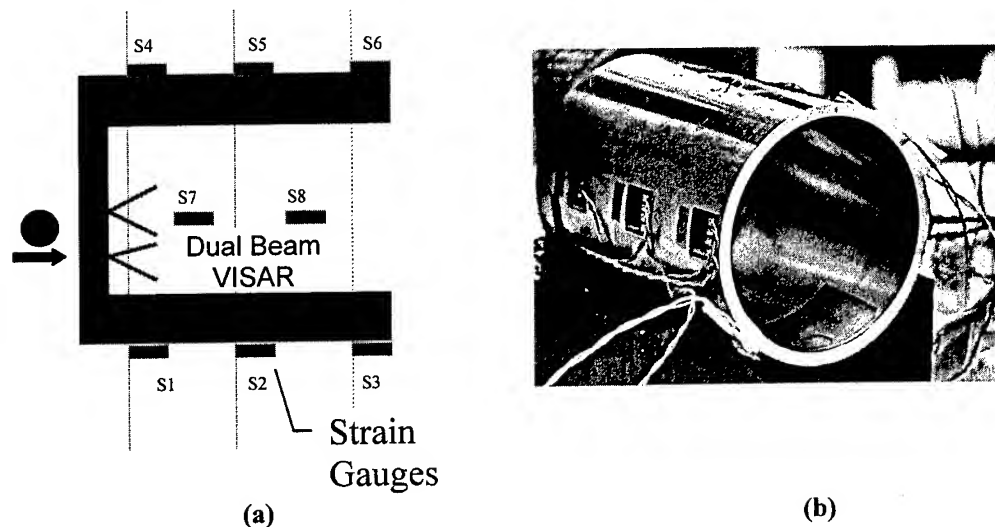 S4
S5
S6
S7
S8
Dual Beam
VISAR
S1
S2
S3
Strain
Gauges
(a)
(b)